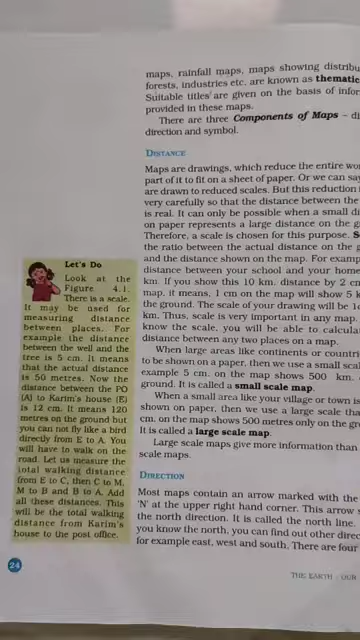 maps, rainfall maps, maps showing distribu
forests, industries etc. are known as thematic
Suitable titles are given on the basis of infor
provided in these maps.
There are three Components of Maps – di
direction and symbol.
DISTANCE
Maps are drawings, which reduce the entire wo
part of it to fit on a sheet of paper. Or we can say
are drawn to reduced scales. But this reduction
very carefully so that the distance between the
is real. It can only be possible when a small di
on paper represents a large distance on the g
Therefore, a scale is chosen for this purpose. S
the ratio between the actual distance on the g
and the distance shown on the map. For examp
distance between your school and your home
km. If you show this 10 km. distance by 2 cm
map, it means, 1 cm on the map will show 5 k
the ground. The scale of your drawing will be 1c
km. Thus, scale is very important in any map.
know the scale, you will be able to calcula
distance between any two places on a map.
When large areas like continents or countri
to be shown on a paper, then we use a small scal
example 5 cm. on the map shows 500 km.
ground. It is called a small scale map.
When a small area like your village or town is
shown on paper, then we use a large scale tha
cm. on the map shows 500 metres only on the gro
It is called a large scale map.
Large scale maps give more information than
scale maps.
DIRECTION
Most maps contain an arrow marked with the
'N' at the upper right hand corner. This arrow s
the north direction. It is called the north line.
you know the north, you can find out other direc
for example east, west and south. There are four
Let's Do
Look at the
Figure 4.1.
There is a scale.
It may be used for
measuring distance
between places. For
example the distance
between the well and the
tree is 5 cm. It means
that the actual distance
is 50 metres. Now the
distance between the PO
(A) to Karim's house (E)
is 12 cm. It means 120
metres on the ground but
you can not fly like a bird
directly from E to A. You
will have to walk on the
road. Let us measure the
total walking distance
from E to C, then C to M,
M to B and B to A. Add
all these distances. This
will be the total walking
distance from Karim's
house to the post office.
24
THE EARTH : OUR